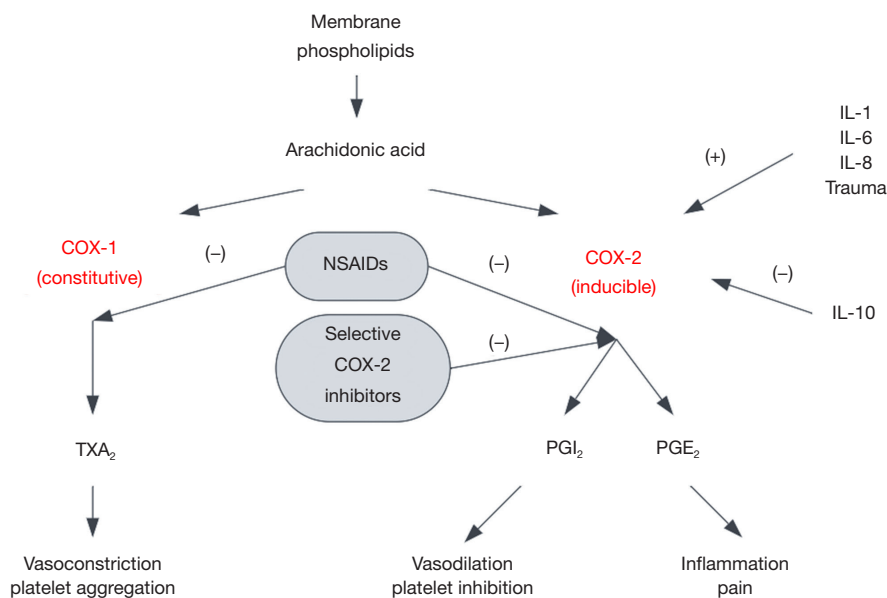 Membrane
phospholipids
Arachidonic acid
IL-1
IL-6
IL-8
Trauma
(+)
COX-1
(constitutive)
(–)
NSAIDs
(–)
COX-2
(inducible)
(–)
IL-10
Selective
COX-2
inhibitors
(–)
TXA₂
PGI₂
PGE₂
Vasoconstriction
platelet aggregation
Vasodilation
platelet inhibition
Inflammation
pain